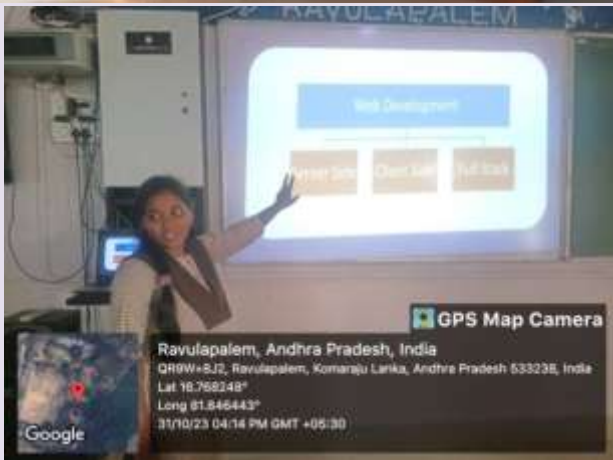 RAVULAPALEM
Web Development
Server Side
Client Side
Full Stack
GPS Map Camera
Ravulapalem, Andhra Pradesh, India
QR9W+8J2, Ravulapalem, Komaraju Lanka, Andhra Pradesh 533238, India
Lat 16.768248°
Long 81.846443°
31/10/23 04:14 PM GMT +05:30
Google